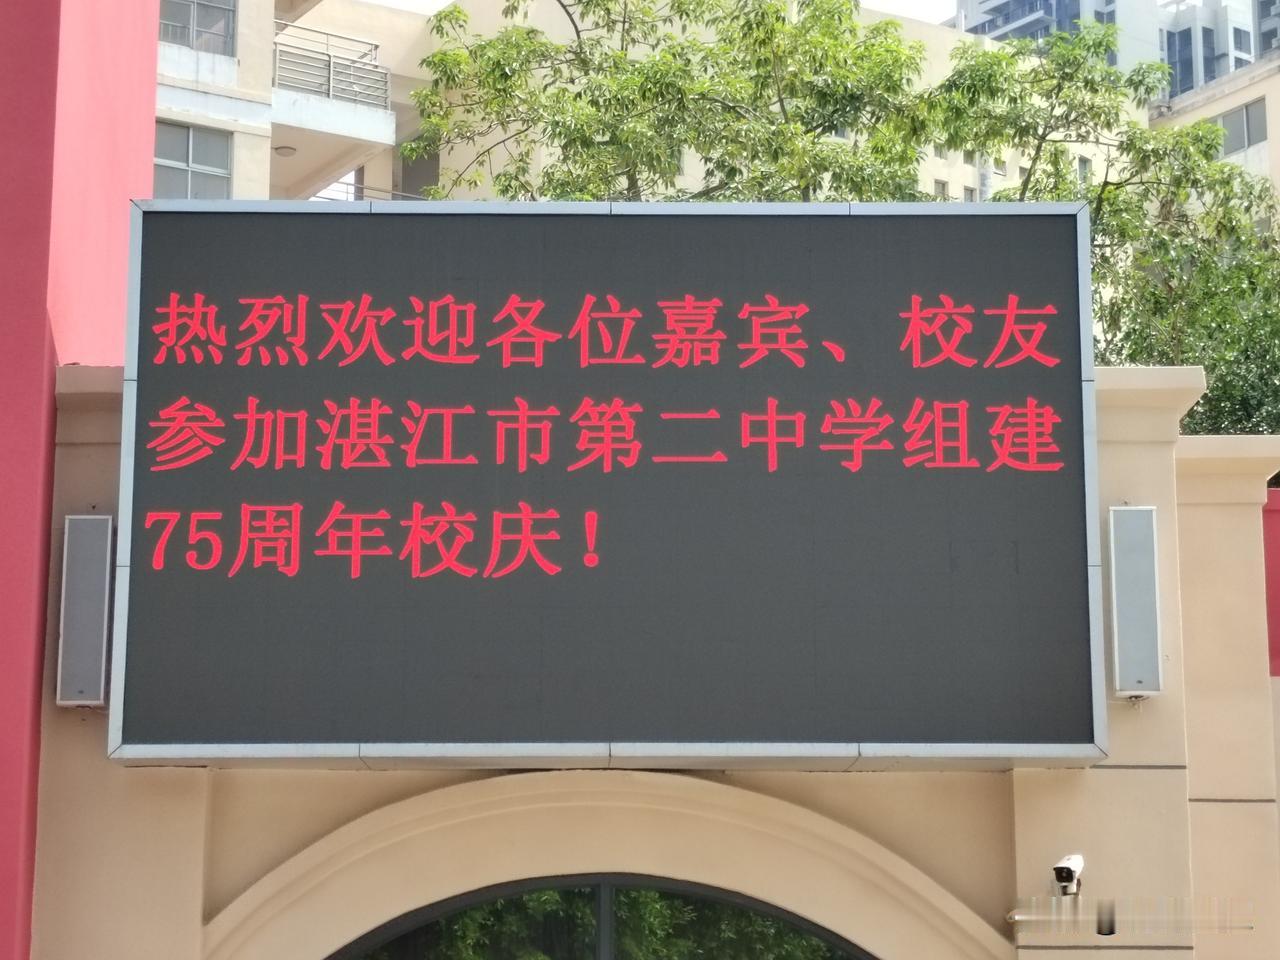 热烈欢迎各位嘉宾、校友
参加湛江市第二中学组建
75周年校庆！